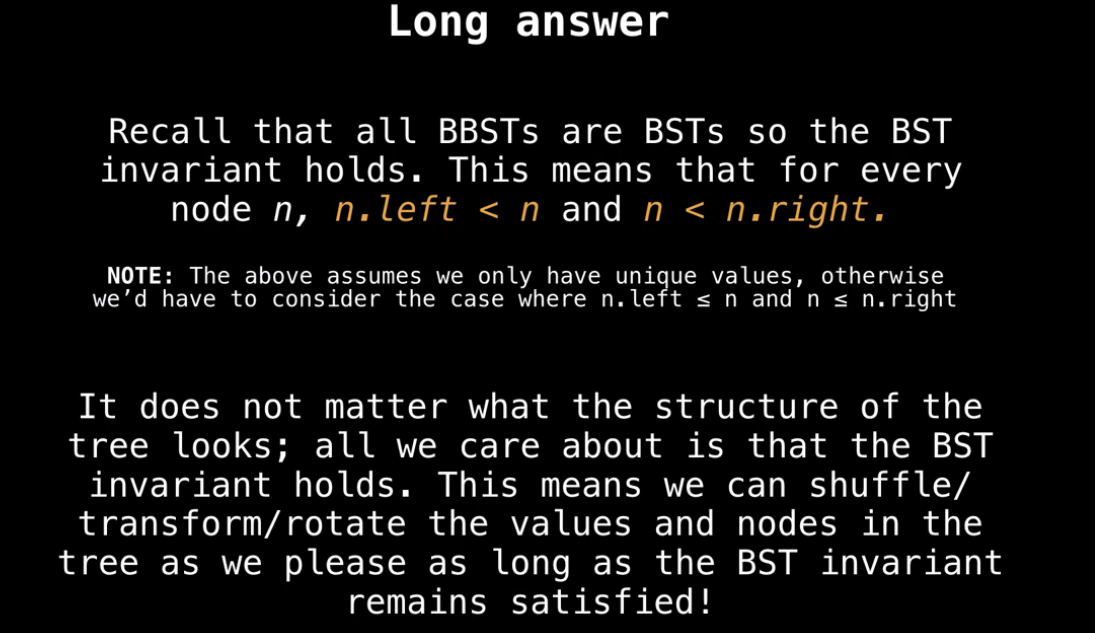 Long answer
Recall that all BBSTs are BSTs so the BST
invariant holds. This means that for every
node n, n.left < n and n < n.right.
NOTE: The above assumes we only have unique values, otherwise
we’d have to consider the case where n.left ≤ n and n ≤ n.right
It does not matter what the structure of the
tree looks; all we care about is that the BST
invariant holds. This means we can shuffle/
transform/rotate the values and nodes in the
tree as we please as long as the BST invariant
remains satisfied!